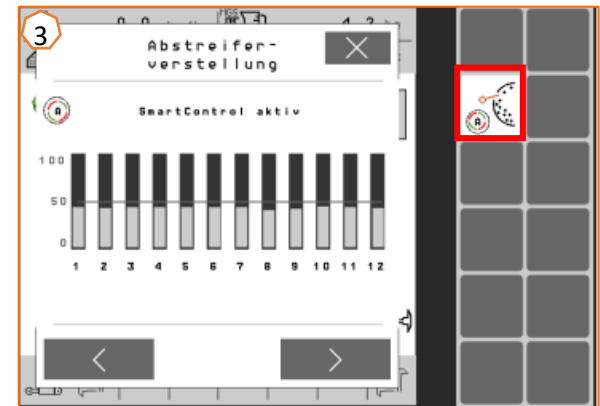 3
MGS
Abstreifer-
verstellung
A
SmartControl aktiv
100
50
0
1 2 3 4 5 6 7 8 9 10 11 12
A